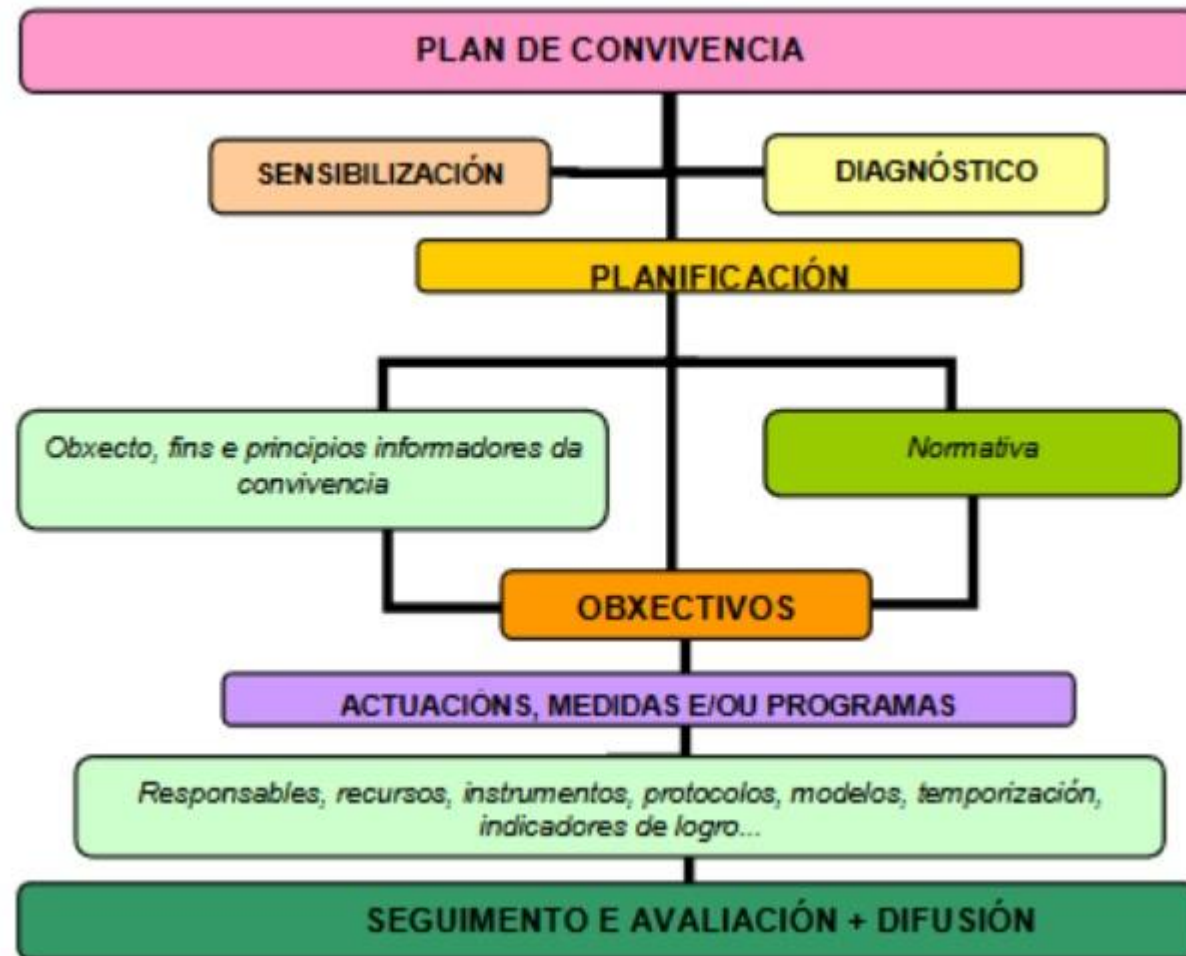 PLAN DE CONVIVENCIA
SENSIBILIZACIÓN
DIAGNÓSTICO
PLANIFICACIÓN
Obxecto, fins e principios informadores da
convivencia
Normativa
OBXECTIVOS
ACTUACIÓNS, MEDIDAS E/OU PROGRAMAS
Responsables, recursos, instrumentos, protocolos, modelos, temporización,
indicadores de logro...
SEGUIMENTO E AVALIACIÓN + DIFUSIÓN